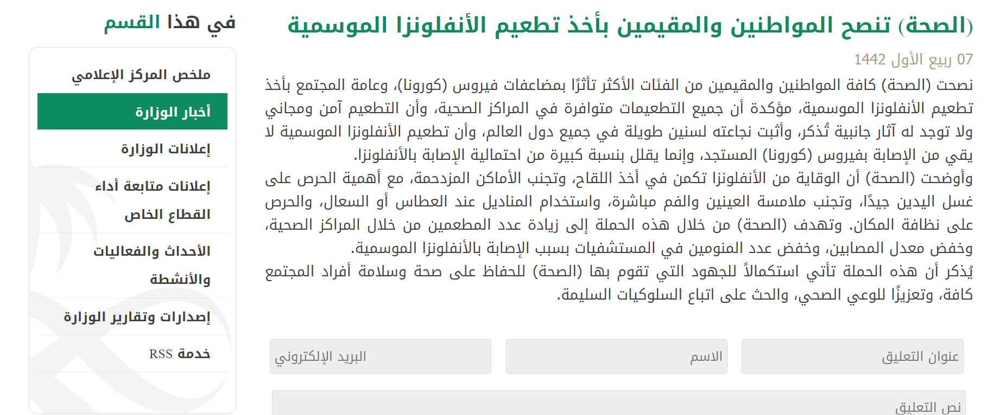 (الصحة) تنصح المواطنين والمقيمين بأخذ تطعيم الأنفلونزا الموسمية
07 ربيع الأول 1442
نصحت (الصحة) كافة المواطنين والمقيمين من الفئات الأكثر تأثرًا بمضاعفات فيروس (كورونا)، وعامة المجتمع بأخذ
تطعيم الأنفلونزا الموسمية، مؤكدة أن جميع التطعيمات متوافرة في المراكز الصحية، وأن التطعيم آمن ومجاني
ولا توجد له آثار جانبية تُذكر، وأثبت نجاعته لسنين طويلة في جميع دول العالم، وأن تطعيم الأنفلونزا الموسمية لا
يقي من الإصابة بفيروس (كورونا) المستجد، وإنما يقلل بنسبة كبيرة من احتمالية الإصابة بالأنفلونزا.
وأوضحت (الصحة) أن الوقاية من الأنفلونزا تكمن في أخذ اللقاح، وتجنب الأماكن المزدحمة، مع أهمية الحرص على
غسل اليدين جيدًا، وتجنب ملامسة العينين والفم مباشرة، واستخدام المناديل عند العطاس أو السعال، والحرص
على نظافة المكان. وتهدف (الصحة) من خلال هذه الحملة إلى زيادة عدد المطعمين من خلال المراكز الصحية،
وخفض معدل المصابين، وخفض عدد المنومين في المستشفيات بسبب الإصابة بالأنفلونزا الموسمية.
يُذكر أن هذه الحملة تأتي استكمالاً للجهود التي تقوم بها (الصحة) للحفاظ على صحة وسلامة أفراد المجتمع
كافة، وتعزيزًا للوعي الصحي، والحث على اتباع السلوكيات السليمة.
عنوان التعليق
الاسم
البريد الإلكتروني
نص التعليق
في هذا القسم
ملخص المركز الإعلامي
أخبار الوزارة
إعلانات الوزارة
إعلانات متابعة أداء
القطاع الخاص
الأحداث والفعاليات
والأنشطة
إصدارات وتقارير الوزارة
خدمة RSS